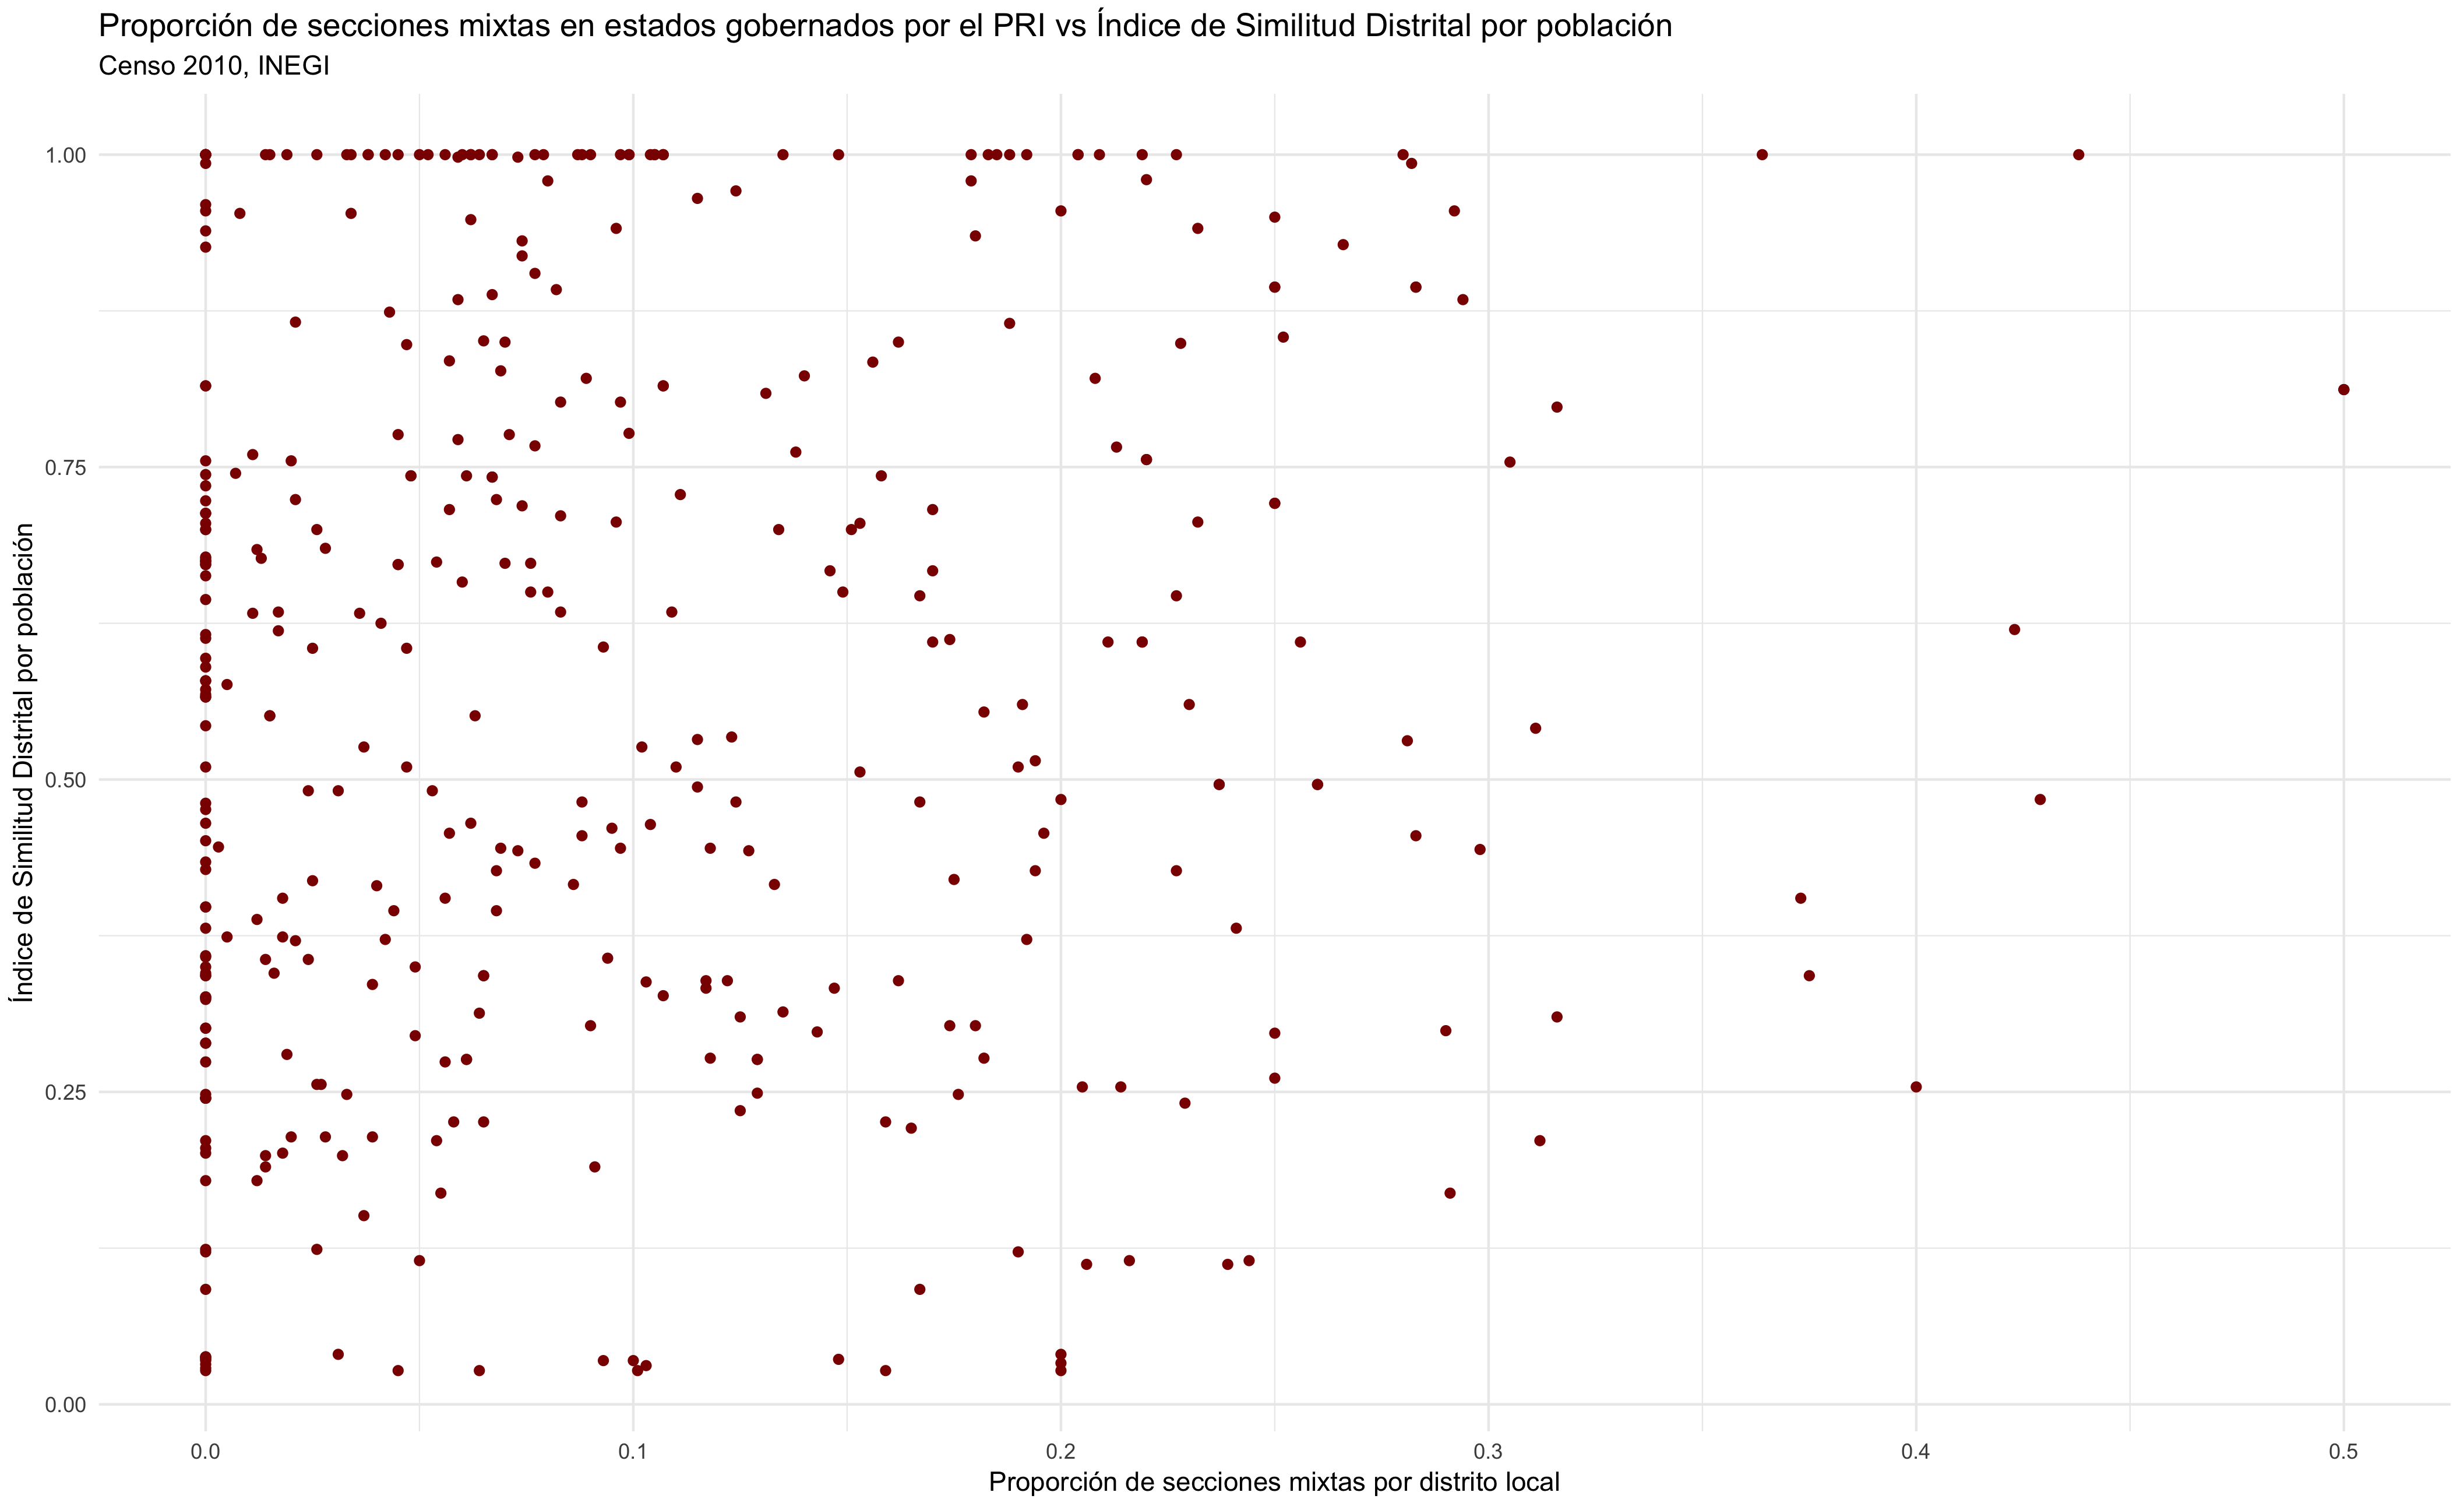 Proporción de secciones mixtas en estados gobernados por el PRI vs Índice de Similitud Distrital por población
Censo 2010, INEGI
Índice de Similitud Distrital por población
1.00
0.75
0.50
0.25
0.00
0.0
0.1
0.2
0.3
0.4
0.5
Proporción de secciones mixtas por distrito local